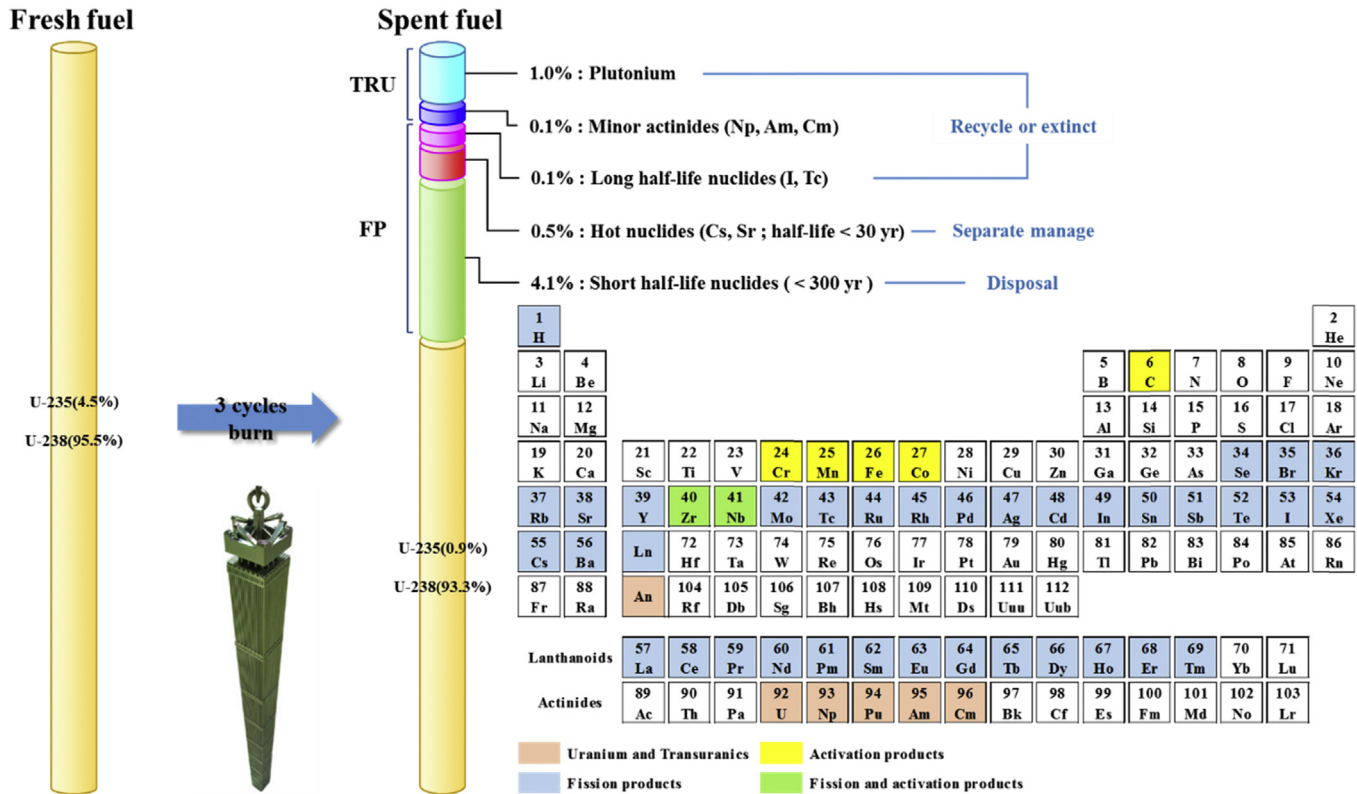 Fresh fuel
Spent fuel
TRU
1.0% : Plutonium
0.1% : Minor actinides (Np, Am, Cm)
Recycle or extinct
0.1% : Long half-life nuclides (I, Tc)
FP
0.5% : Hot nuclides (Cs, Sr ; half-life < 30 yr)
Separate manage
4.1% : Short half-life nuclides ( < 300 yr )
Disposal
U-235(4.5%)
U-238(95.5%)
3 cycles
burn
U-235(0.9%)
U-238(93.3%)
1 2
H He
3 4 5 6 7 8 9 10
Li Be B C N O F Ne
11 12 13 14 15 16 17 18
Na Mg Al Si P S Cl Ar
19 20 21 22 23 24 25 26 27 28 29 30 31 32 33 34 35 36
K Ca Sc Ti V Cr Mn Fe Co Ni Cu Zn Ga Ge As Se Br Kr
37 38 39 40 41 42 43 44 45 46 47 48 49 50 51 52 53 54
Rb Sr Y Zr Nb Mo Tc Ru Rh Pd Ag Cd In Sn Sb Te I Xe
55 56 72 73 74 75 76 77 78 79 80 81 82 83 84 85 86
Cs Ba Ln Hf Ta W Re Os Ir Pt Au Hg Tl Pb Bi Po At Rn
87 88 104 105 106 107 108 109 110 111 112
Fr Ra An Rf Db Sg Bh Hs Mt Ds Uuu Uub
Lanthanoids
57 58 59 60 61 62 63 64 65 66 67 68 69 70 71
La Ce Pr Nd Pm Sm Eu Gd Tb Dy Ho Er Tm Yb Lu
Actinides
89 90 91 92 93 94 95 96 97 98 99 100 101 102 103
Ac Th Pa U Np Pu Am Cm Bk Cf Es Fm Md No Lr
Uranium and Transuranics
Activation products
Fission products
Fission and activation products